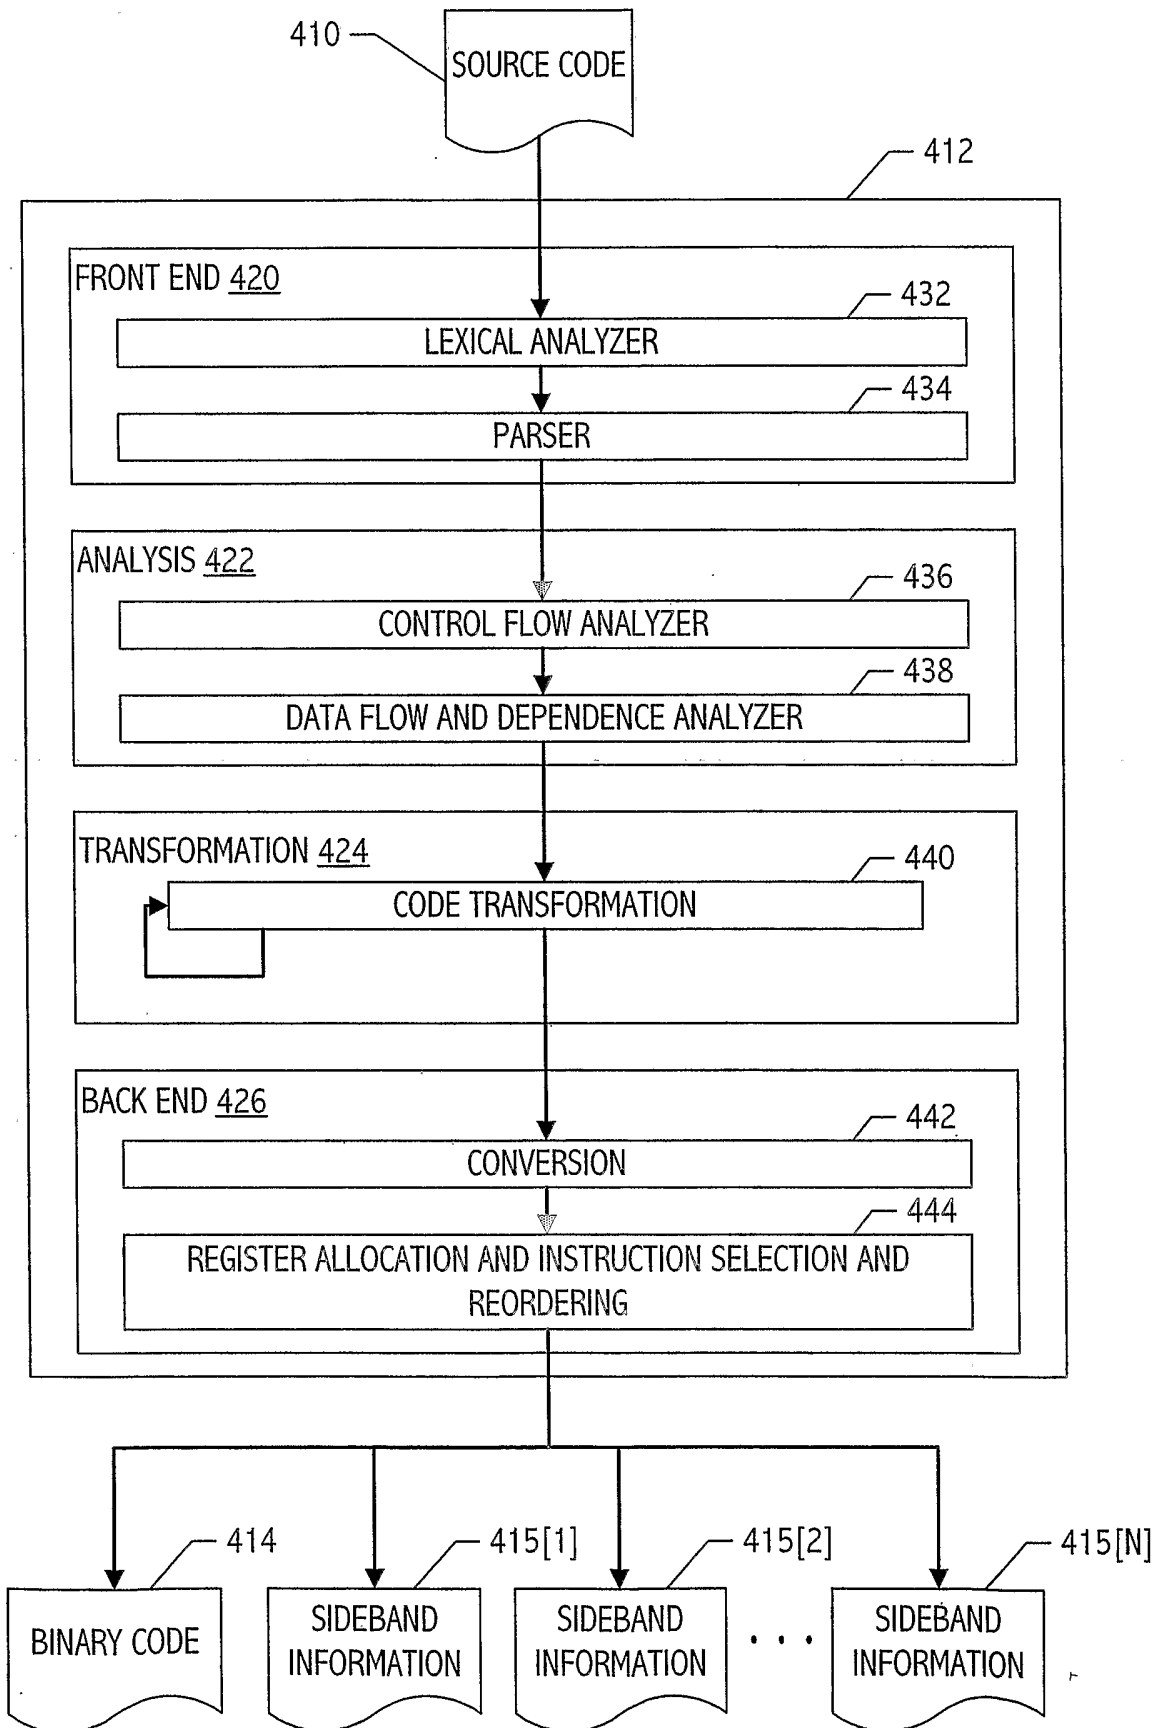 410
SOURCE CODE
412
FRONT END 420
432
LEXICAL ANALYZER
434
PARSER
ANALYSIS 422
436
CONTROL FLOW ANALYZER
438
DATA FLOW AND DEPENDENCE ANALYZER
TRANSFORMATION 424
440
CODE TRANSFORMATION
BACK END 426
442
CONVERSION
444
REGISTER ALLOCATION AND INSTRUCTION SELECTION AND
REORDERING
414
415[1]
415[2]
415[N]
BINARY CODE
SIDEBAND
INFORMATION
SIDEBAND
INFORMATION
. . .
SIDEBAND
INFORMATION